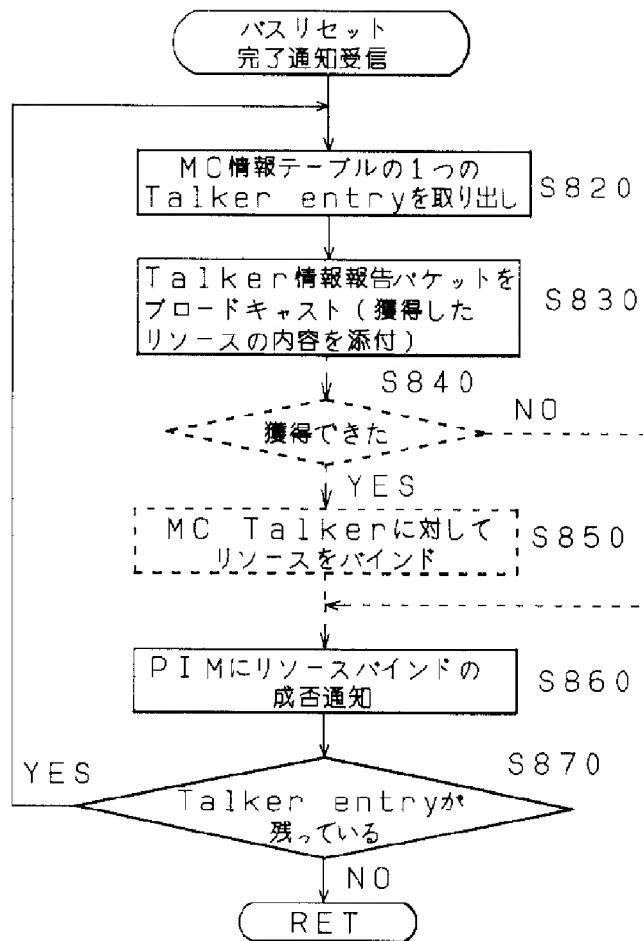 バスリセット
完了通知受信
MC情報テーブルの1つの
Talker entryを取り出し
S820
Talker情報報告パケットを
ブロードキャスト(獲得した
リソースの内容を添付)
S830
S840
獲得できた
NO
YES
MC Talkerに対して
リソースをバインド
S850
PIMにリソースバインドの
成否通知
S860
S870
YES
Talker entryが
残っている
NO
RET